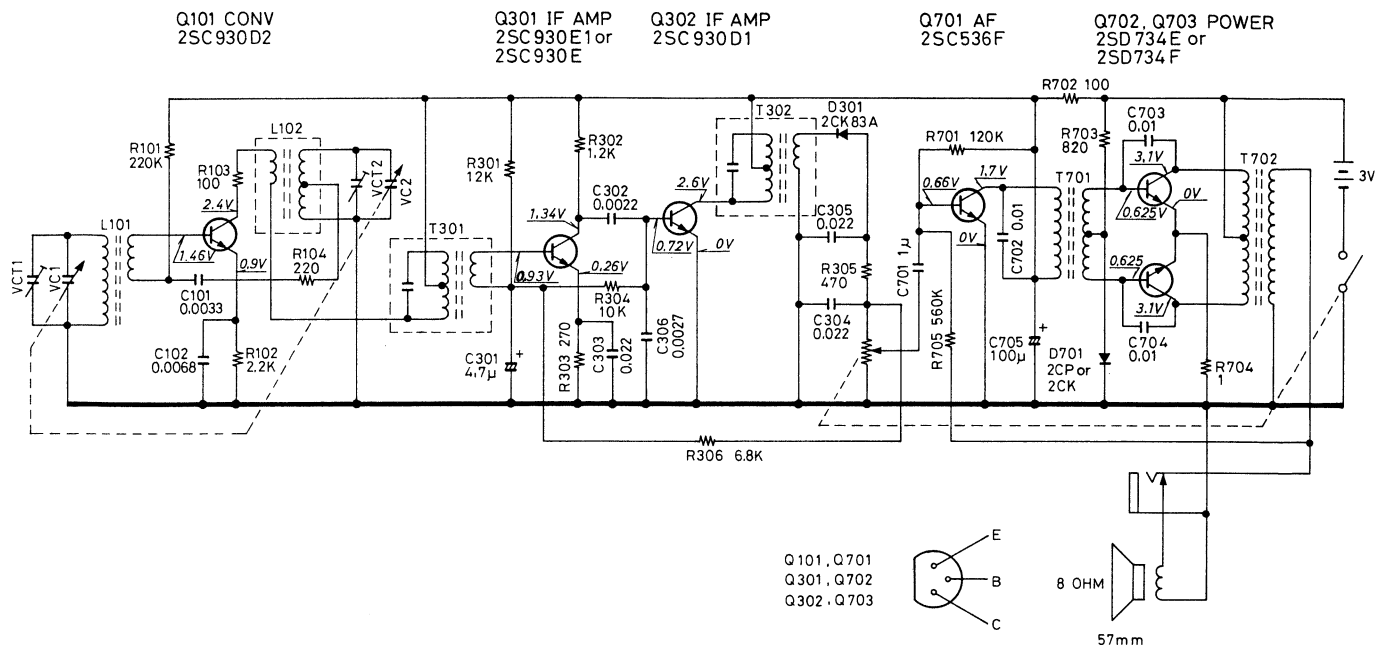 Q101 CONV
2SC930D2
Q301 IF AMP
2SC930E1 or
2SC930E
Q302 IF AMP
2SC930D1
Q701 AF
2SC536F
Q702, Q703 POWER
2SD734E or
2SD734F
R702 100
L102
T302
D301
2CK83A
C703
0.01
R101
220K
R103
100
VCT2
VC2
R301
12K
R302
1.2K
R701 120K
R703
820
3.1V
T702
3V
2.4V
C302
0.0022
2.6V
0.66V
1.7V
T701
0V
0.625V
L101
1.46V
0.9V
R104
220
T301
1.34V
0.72V
0V
C305
0.022
C701 1μ
0V
C702 0.01
VCT1
VC1
C101
0.0033
0.93V
0.26V
R304
10K
R305
470
0.625
3.1V
C102
0.0068
R102
2.2K
C301
4.7μ
R303 270
C303
0.022
C306
0.0027
C304
0.022
R705 560K
C705
100μ
D701
2CP or
2CK
C704
0.01
R704
1
R306 6.8K
Q101, Q701
Q301, Q702
Q302, Q703
E
B
C
8 OHM
57mm